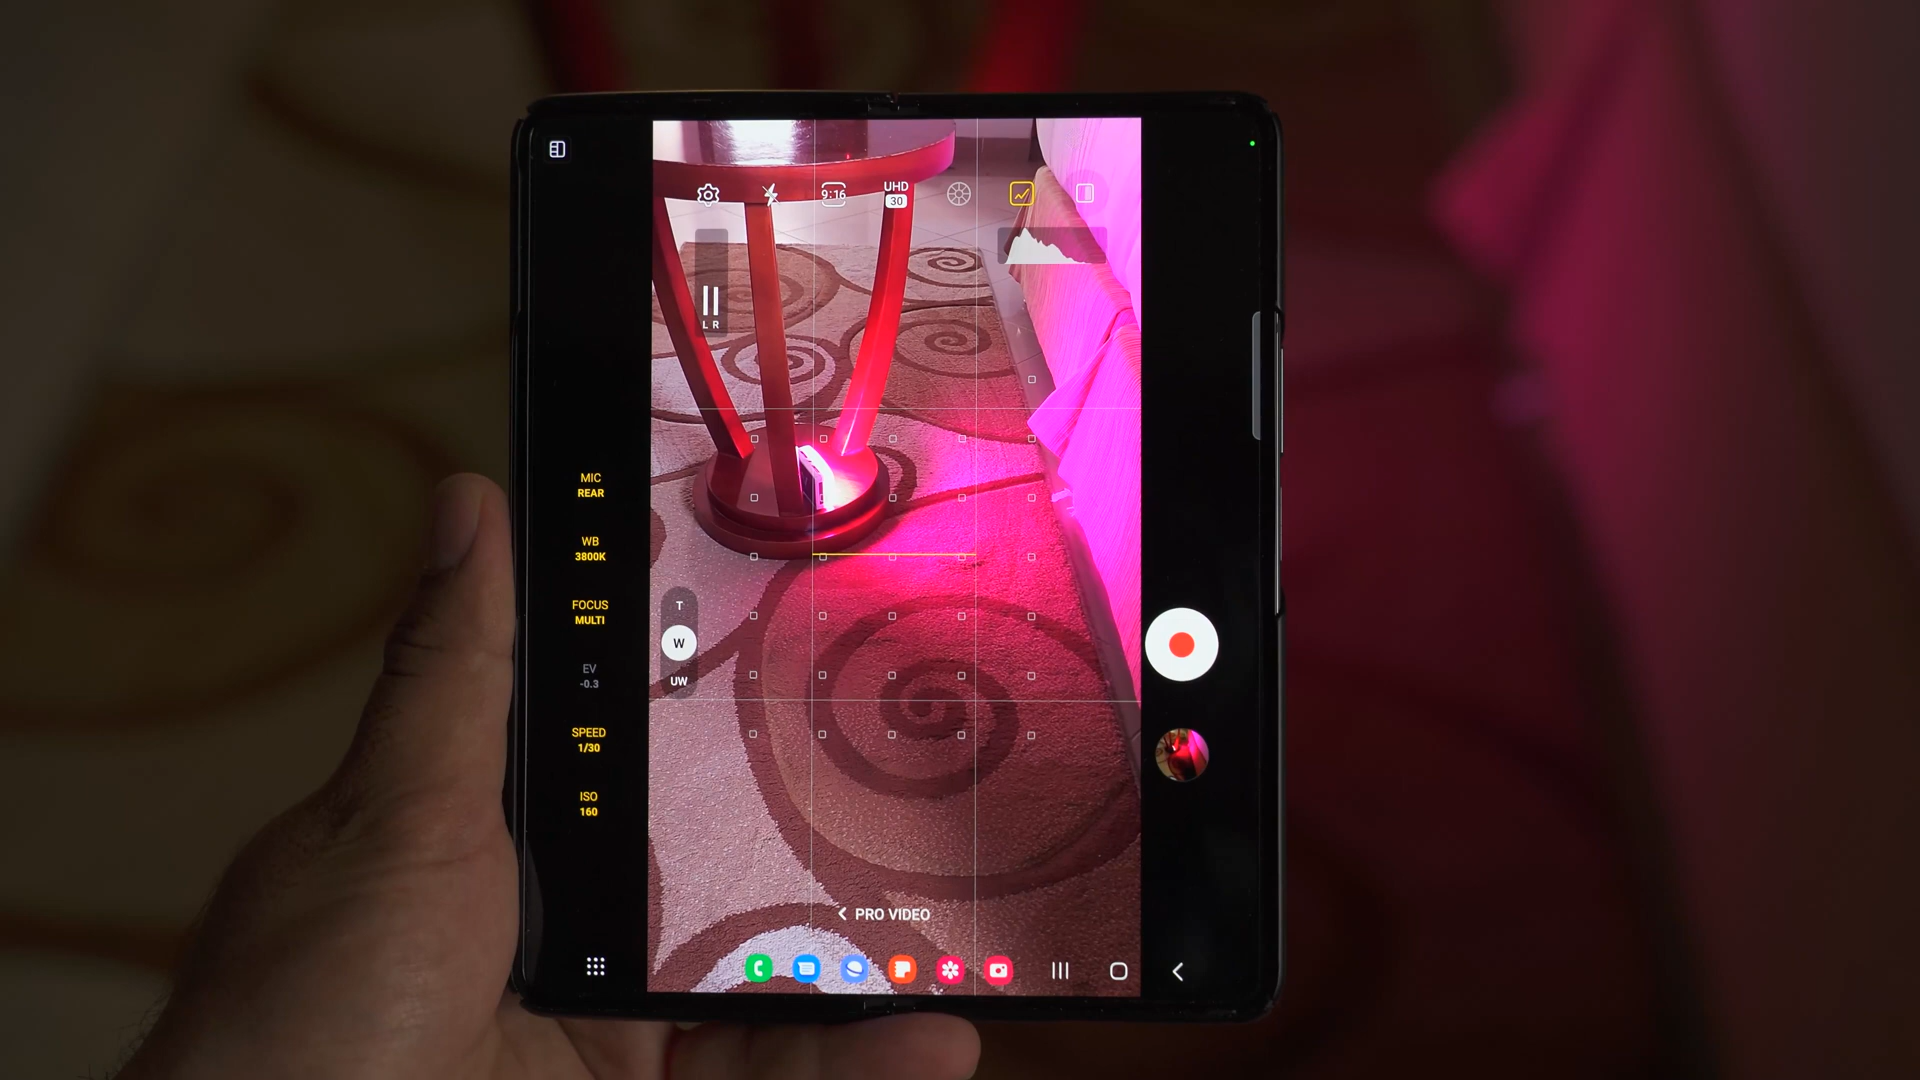 9:16
UHD
30
L R
MIC
REAR
WB
3800K
FOCUS
MULTI
EV
-0.3
SPEED
1/30
ISO
160
T
W
UW
PRO VIDEO